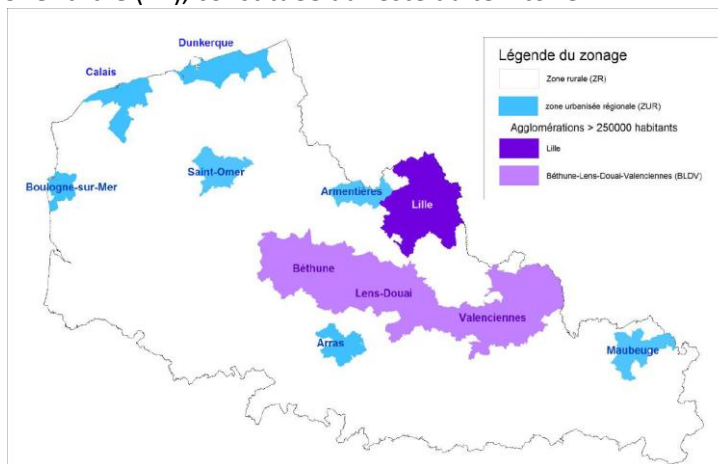 Dunkerque
Calais
Boulogne-sur-Mer
Saint-Omer
Armentières
Lille
Béthune
Lens-Douai
Valenciennes
Arras
Maubeuge
Légende du zonage
Zone rurale (ZR)
zone urbanisée régionale (ZUR)
Agglomérations > 250000 habitants
Lille
Béthune-Lens-Douai-Valenciennes (BLDV)